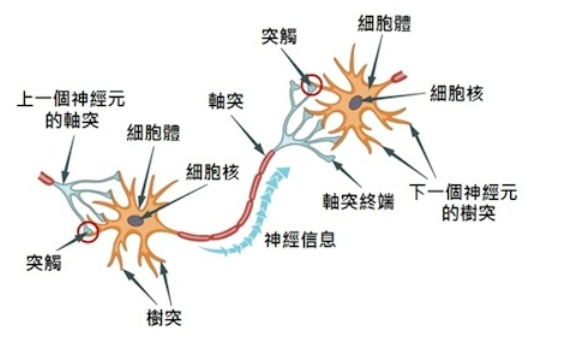 細胞體
突觸
細胞核
軸突
上一個神經元
的軸突
細胞體
細胞核
下一個神經元
的樹突
軸突終端
神經信息
突觸
樹突